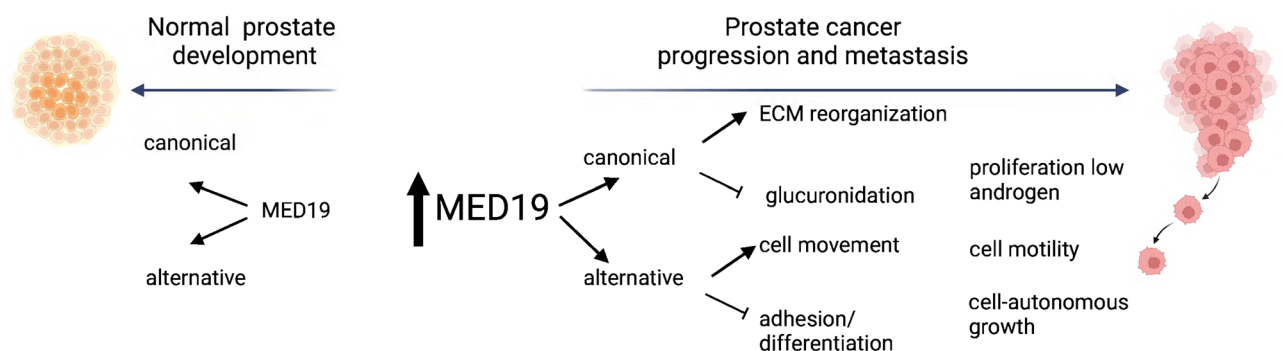 Normal prostate
development
canonical
MED19
alternative
Prostate cancer
progression and metastasis
MED19
canonical
alternative
ECM reorganization
glucuronidation
cell movement
adhesion/
differentiation
proliferation low
androgen
cell motility
cell-autonomous
growth